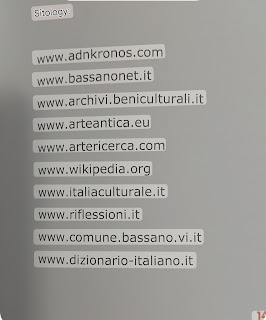 Sitology:
www.adnkronos.com
www.bassanonet.it
www.archivi.beniculturali.it
www.arteantica.eu
www.artericerca.com
www.wikipedia.org
www.italiaculturale.it
www.riflessioni.it
www.comune.bassano.vi.it
www.dizionario-italiano.it